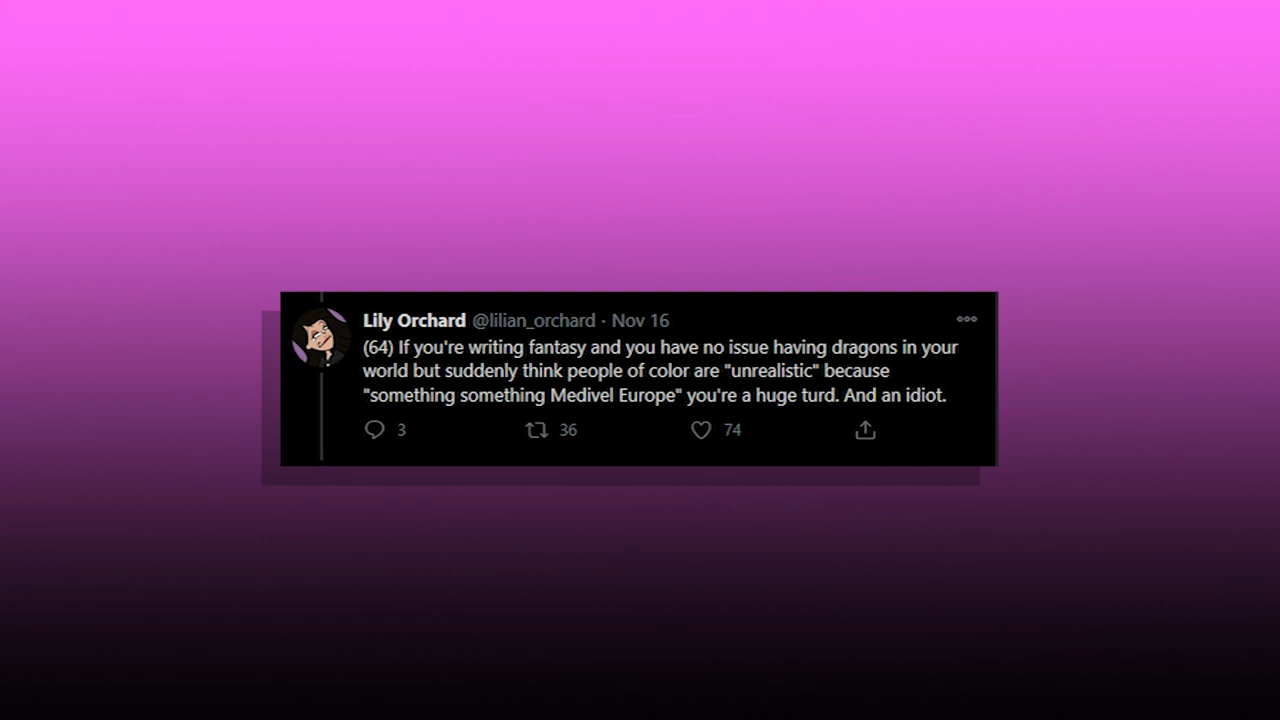 Lily Orchard @lilian_orchard · Nov 16
(64) If you're writing fantasy and you have no issue having dragons in your
world but suddenly think people of color are "unrealistic" because
"something something Medivel Europe" you're a huge turd. And an idiot.
3 36 74